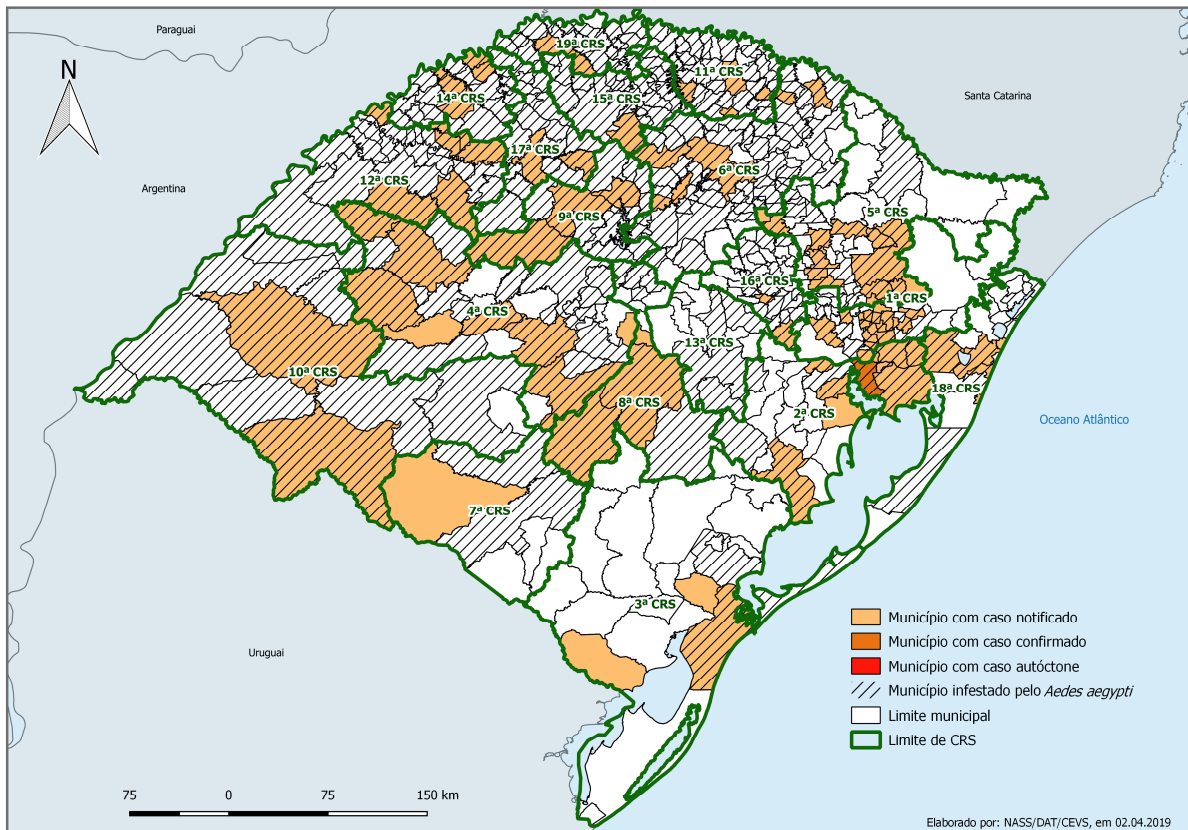 Paraguai
N
Santa Catarina
Argentina
19ª CRS
11ª CRS
14ª CRS
15ª CRS
17ª CRS
6ª CRS
12ª CRS
9ª CRS
5ª CRS
16ª CRS
1ª CRS
4ª CRS
13ª CRS
10ª CRS
18ª CRS
8ª CRS
2ª CRS
Oceano Atlântico
7ª CRS
3ª CRS
Uruguai
Município com caso notificado
Município com caso confirmado
Município com caso autóctone
Município infestado pelo Aedes aegypti
Limite municipal
Limite de CRS
75 0 75 150 km
Elaborado por: NASS/DAT/CEVS, em 02.04.2019